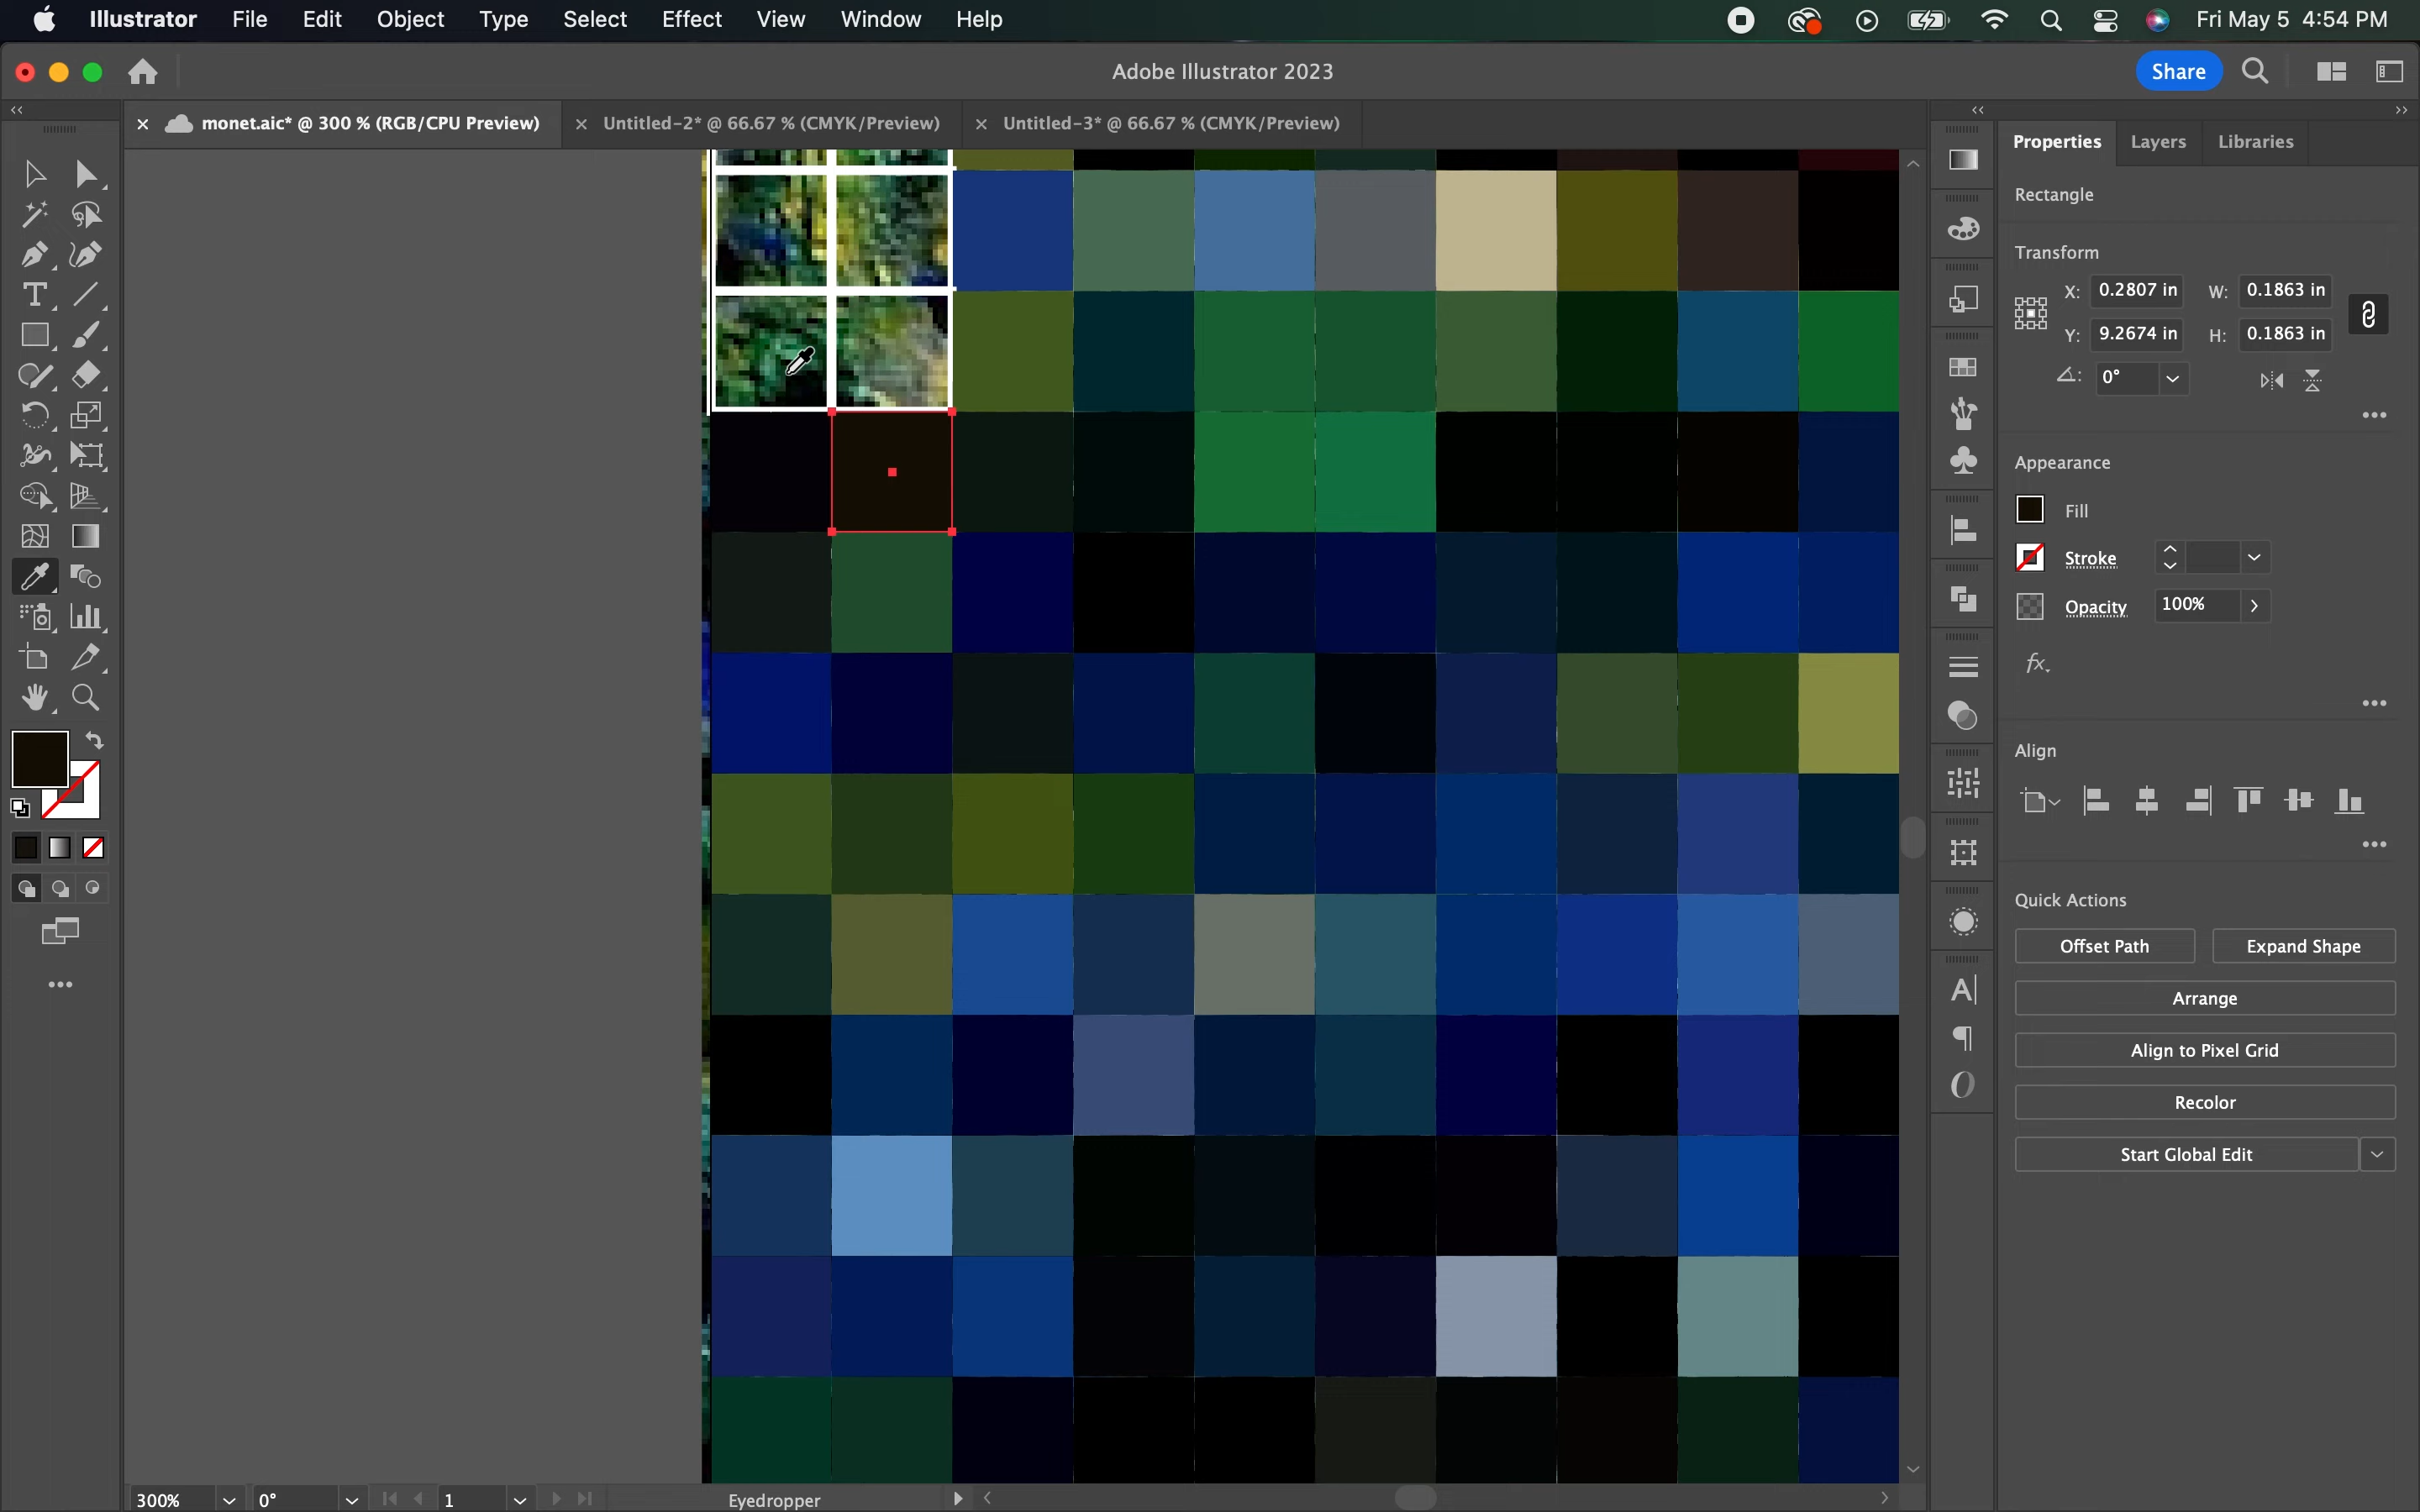 Illustrator File Edit Object Type Select Effect View Window Help Fri May 5 4:54 PM
Adobe Illustrator 2023 Share
monet.aic* @ 300 % (RGB/CPU Preview) Untitled-2* @ 66.67 % (CMYK/Preview) Untitled-3* @ 66.67 % (CMYK/Preview)
Properties Layers Libraries
Rectangle
Transform
X: 0.2807 in W: 0.1863 in
Y: 9.2674 in H: 0.1863 in
0°
Appearance
Fill
Stroke
Opacity 100%
fx
Align
Quick Actions
Offset Path Expand Shape
Arrange
Align to Pixel Grid
Recolor
Start Global Edit
300% 0° 1 Eyedropper